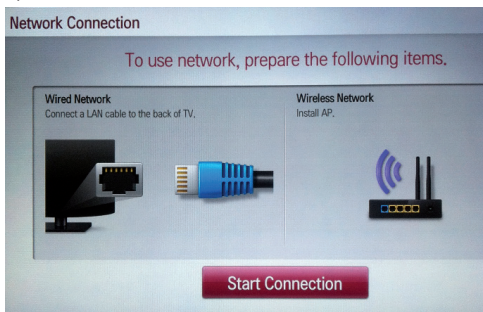 Network Connection
To use network, prepare the following items.
Wired Network
Connect a LAN cable to the back of TV.
Wireless Network
Install AP.
Start Connection